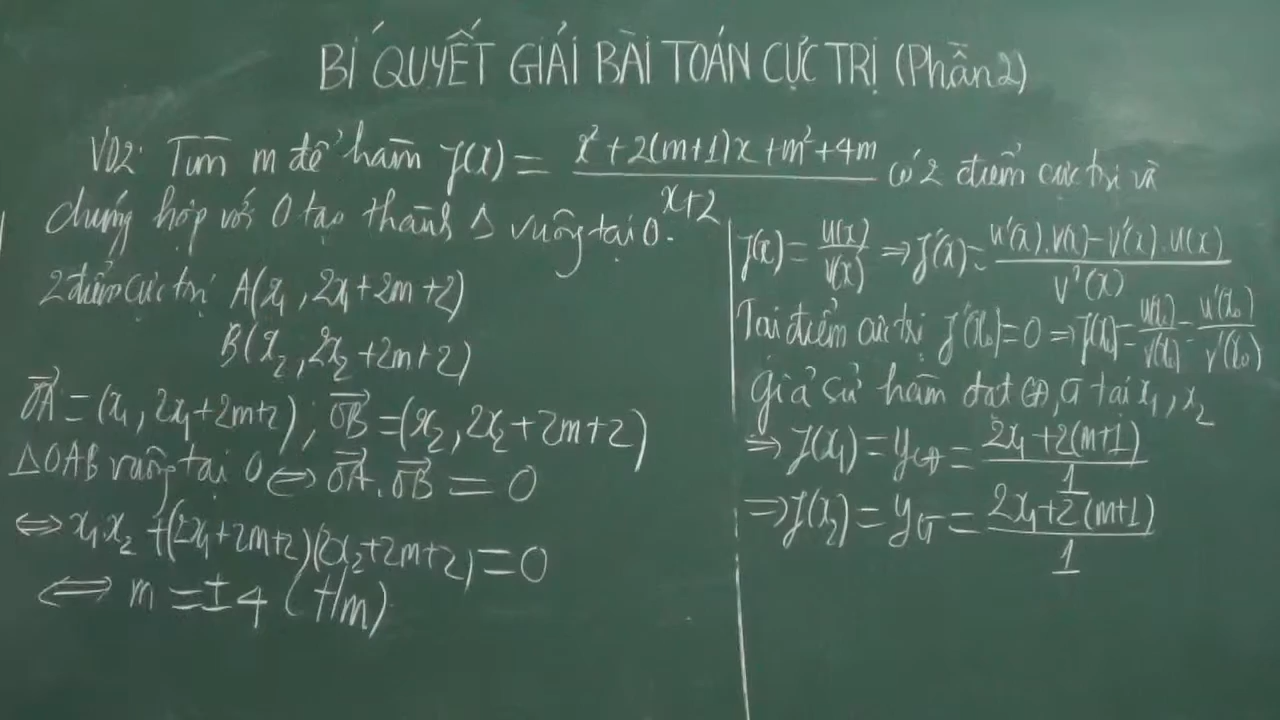 BÍ QUYẾT GIẢI BÀI TOÁN CỰC TRỊ (Phần 2)
VD2: Tìm m để hàm f(x) = (x² + 2(m+1)x + m² + 4m)/(x+2) có 2 điểm cực trị và
chúng hợp với O tạo thành Δ vuông tại O.
2 điểm cực trị A(x₁, 2x₁+2m+2)
B(x₂, 2x₂+2m+2)
OA→ = (x₁, 2x₁+2m+2); OB→ = (x₂, 2x₂+2m+2)
ΔOAB vuông tại O ⇔ OA→.OB→ = 0
⇔ x₁x₂ + (2x₁+2m+2)(2x₂+2m+2) = 0
⇔ m = ±4 (t/m)
f(x) = u(x)/v(x) ⇒ f'(x) = (u'(x).v(x) − v'(x).u(x))/v²(x)
Tại điểm cực trị f'(x₀) = 0 ⇒ f(x₀) = u(x₀)/v(x₀) = u'(x₀)/v'(x₀)
Giả sử hàm đạt CĐ, CT tại x₁, x₂
⇒ f(x₁) = yCĐ = (2x₁ + 2(m+1))/1
⇒ f(x₂) = yCT = (2x₁ + 2(m+1))/1